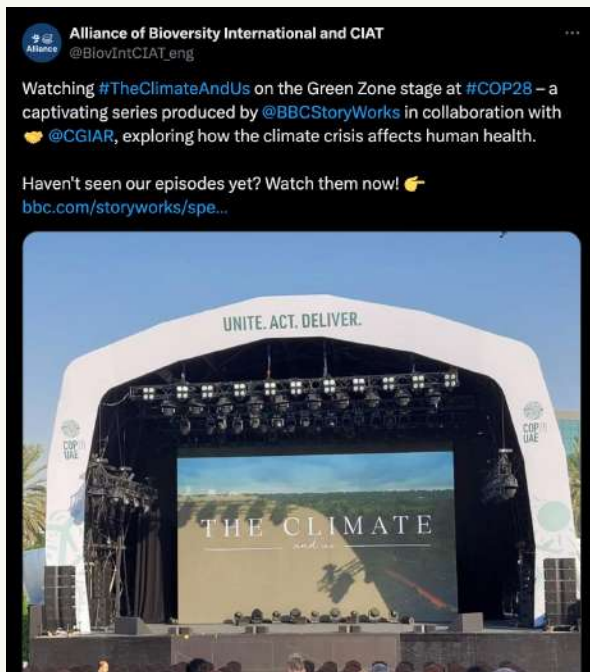 Alliance of Bioversity International and CIAT
@BiovIntCIAT_eng
Alliance
Watching #TheClimateAndUs on the Green Zone stage at #COP28 – a
captivating series produced by @BBCStoryWorks in collaboration with
🤝 @CGIAR, exploring how the climate crisis affects human health.
Haven't seen our episodes yet? Watch them now! 👉
bbc.com/storyworks/spe...
UNITE. ACT. DELIVER.
COP28
UAE
COP28
UAE
THE CLIMATE
and us